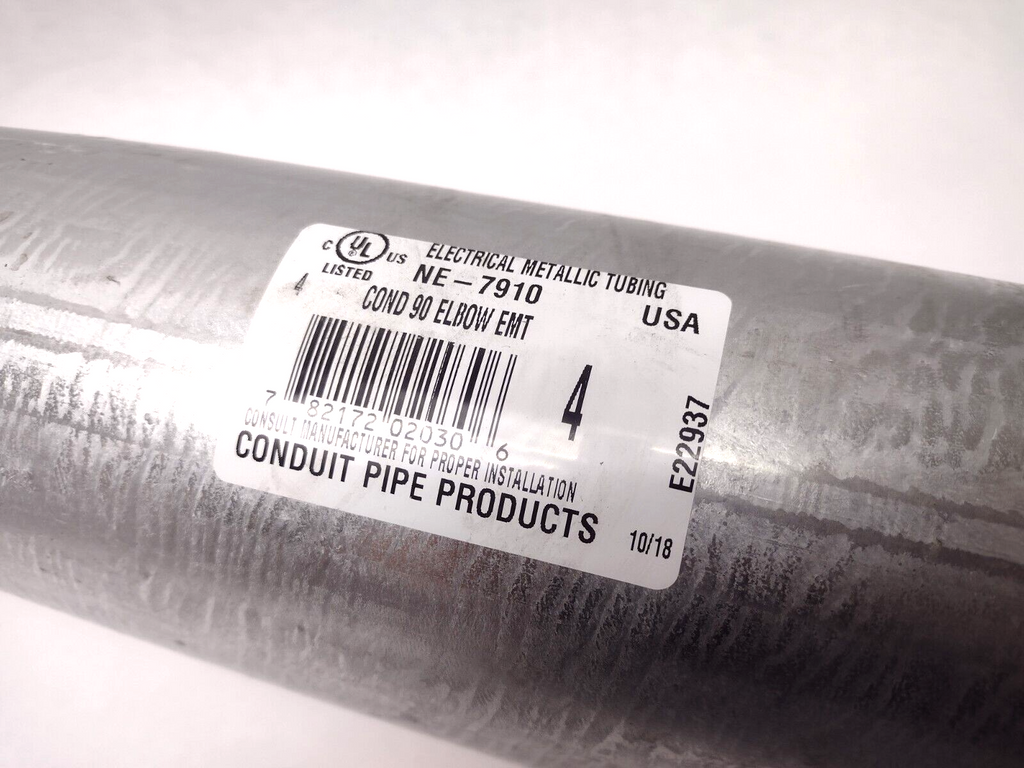 C UL US
LISTED
ELECTRICAL METALLIC TUBING
4
NE-7910
USA
COND 90 ELBOW EMT
4
7 82172 02030 6
E22937
CONSULT MANUFACTURER FOR PROPER INSTALLATION
CONDUIT PIPE PRODUCTS
10/18